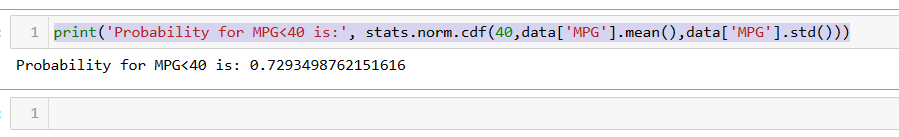 1 print('Probability for MPG<40 is:', stats.norm.cdf(40,data['MPG'].mean(),data['MPG'].std()))
Probability for MPG<40 is: 0.7293498762151616
1